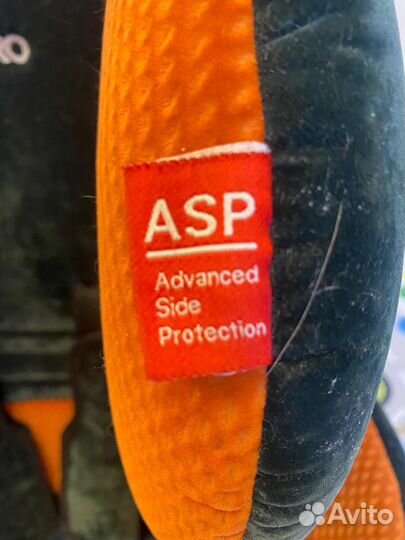 ASP
Advanced
Side
Protection
Avito